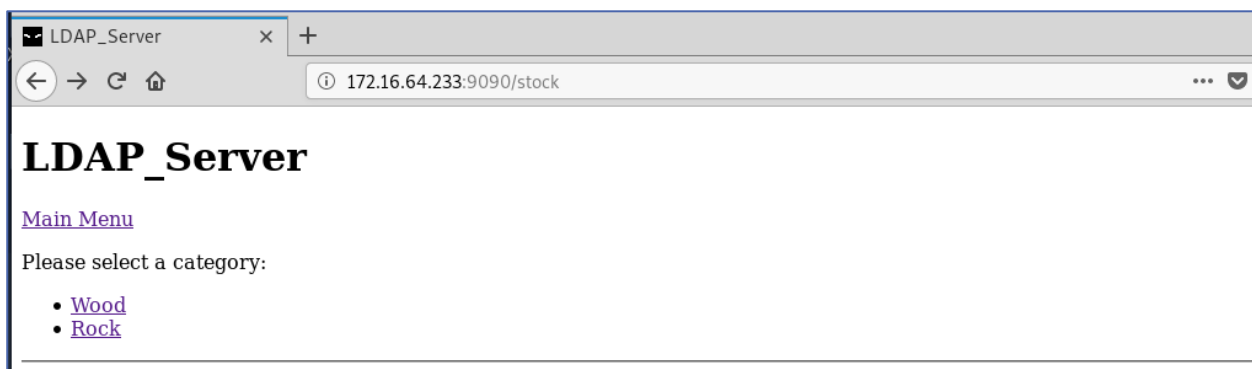 LDAP_Server
172.16.64.233:9090/stock
LDAP_Server
Main Menu
Please select a category:
Wood
Rock